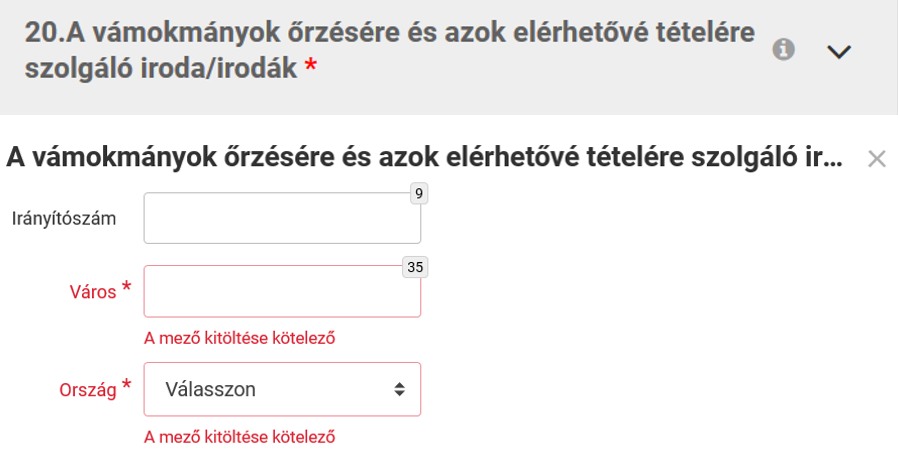 20.A vámokmányok őrzésére és azok elérhetővé tételére
szolgáló iroda/irodák *
A vámokmányok őrzésére és azok elérhetővé tételére szolgáló ir...
9
Irányítószám
35
Város *
A mező kitöltése kötelező
Ország *
Válasszon
A mező kitöltése kötelező